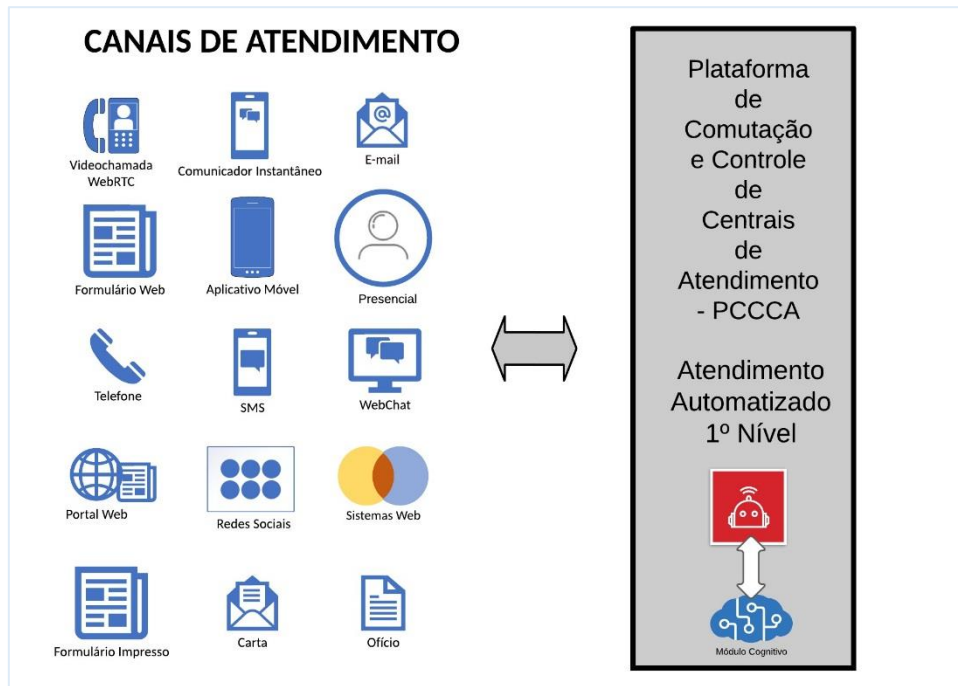 CANAIS DE ATENDIMENTO
Videochamada
WebRTC
Comunicador Instantâneo
@
E-mail
Formulário Web
Aplicativo Móvel
Presencial
Telefone
SMS
WebChat
Portal Web
Redes Sociais
Sistemas Web
Formulário Impresso
Carta
Ofício
Plataforma
de
Comutação
e Controle
de
Centrais
de
Atendimento
- PCCCA
Atendimento
Automatizado
1º Nível
Módulo Cognitivo